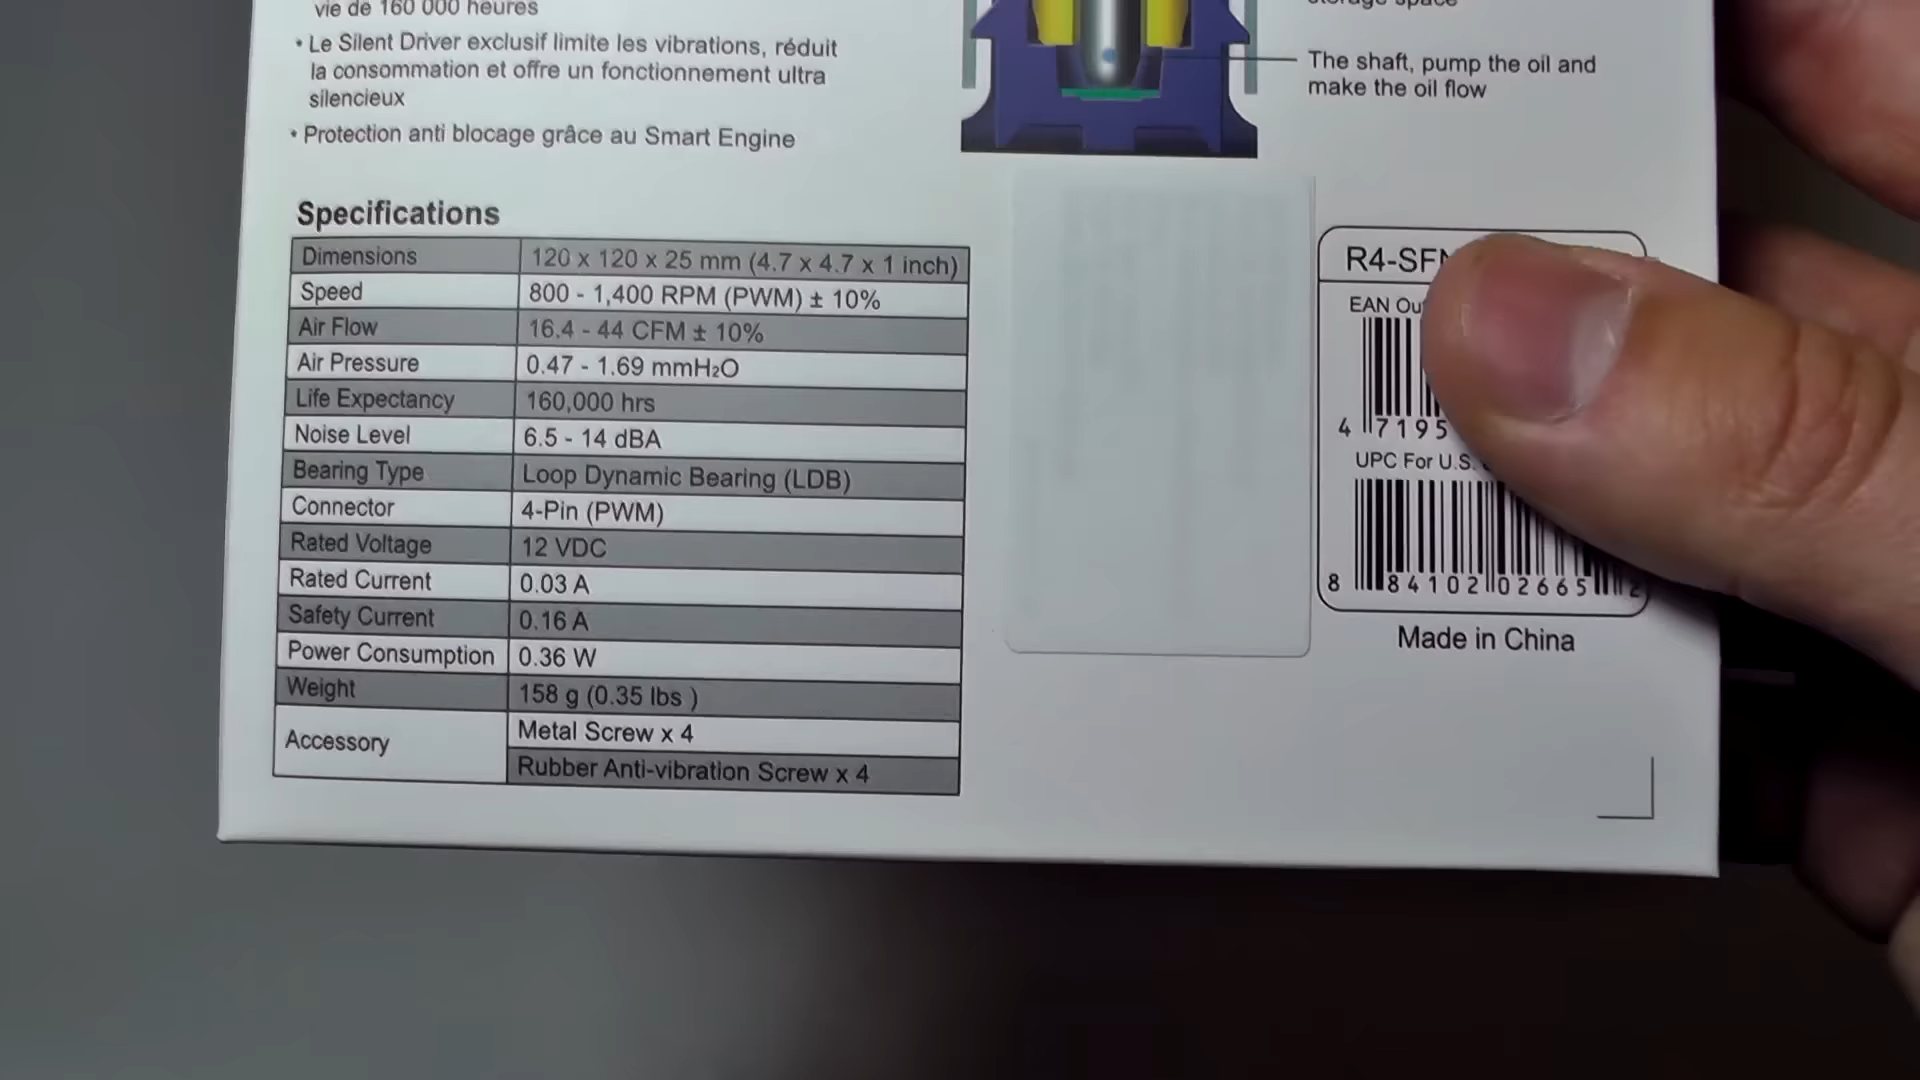 vie de 160 000 heures
• Le Silent Driver exclusif limite les vibrations, réduit
la consommation et offre un fonctionnement ultra
silencieux
• Protection anti blocage grâce au Smart Engine
storage space
The shaft, pump the oil and
make the oil flow
Specifications
Dimensions 120 x 120 x 25 mm (4.7 x 4.7 x 1 inch)
Speed 800 - 1,400 RPM (PWM) ± 10%
Air Flow 16.4 - 44 CFM ± 10%
Air Pressure 0.47 - 1.69 mmH₂O
Life Expectancy 160,000 hrs
Noise Level 6.5 - 14 dBA
Bearing Type Loop Dynamic Bearing (LDB)
Connector 4-Pin (PWM)
Rated Voltage 12 VDC
Rated Current 0.03 A
Safety Current 0.16 A
Power Consumption 0.36 W
Weight 158 g (0.35 lbs )
Accessory Metal Screw x 4
Rubber Anti-vibration Screw x 4
R4-SF
EAN
4 7195
UPC For U.S.
8 84102 02665 2
Made in China